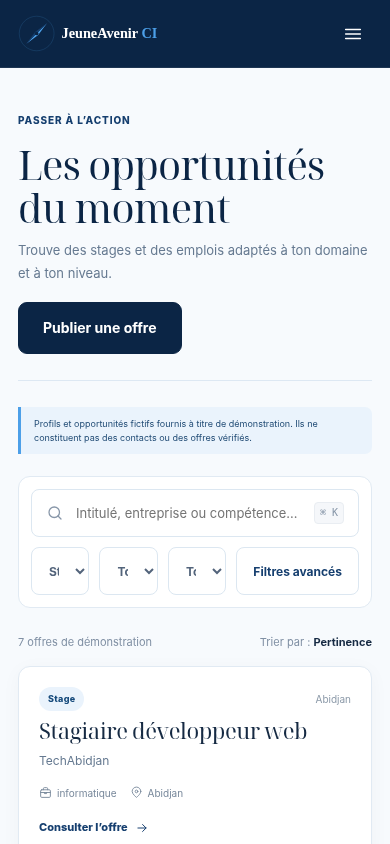 JeuneAvenir CI
PASSER À L’ACTION
Les opportunités
du moment
Trouve des stages et des emplois adaptés à ton domaine
et à ton niveau.
Publier une offre
Profils et opportunités fictifs fournis à titre de démonstration. Ils ne
constituent pas des contacts ou des offres vérifiés.
Intitulé, entreprise ou compétence... ⌘ K
Filtres avancés
7 offres de démonstration Trier par : Pertinence
Stage Abidjan
Stagiaire développeur web
TechAbidjan
informatique Abidjan
Consulter l’offre →